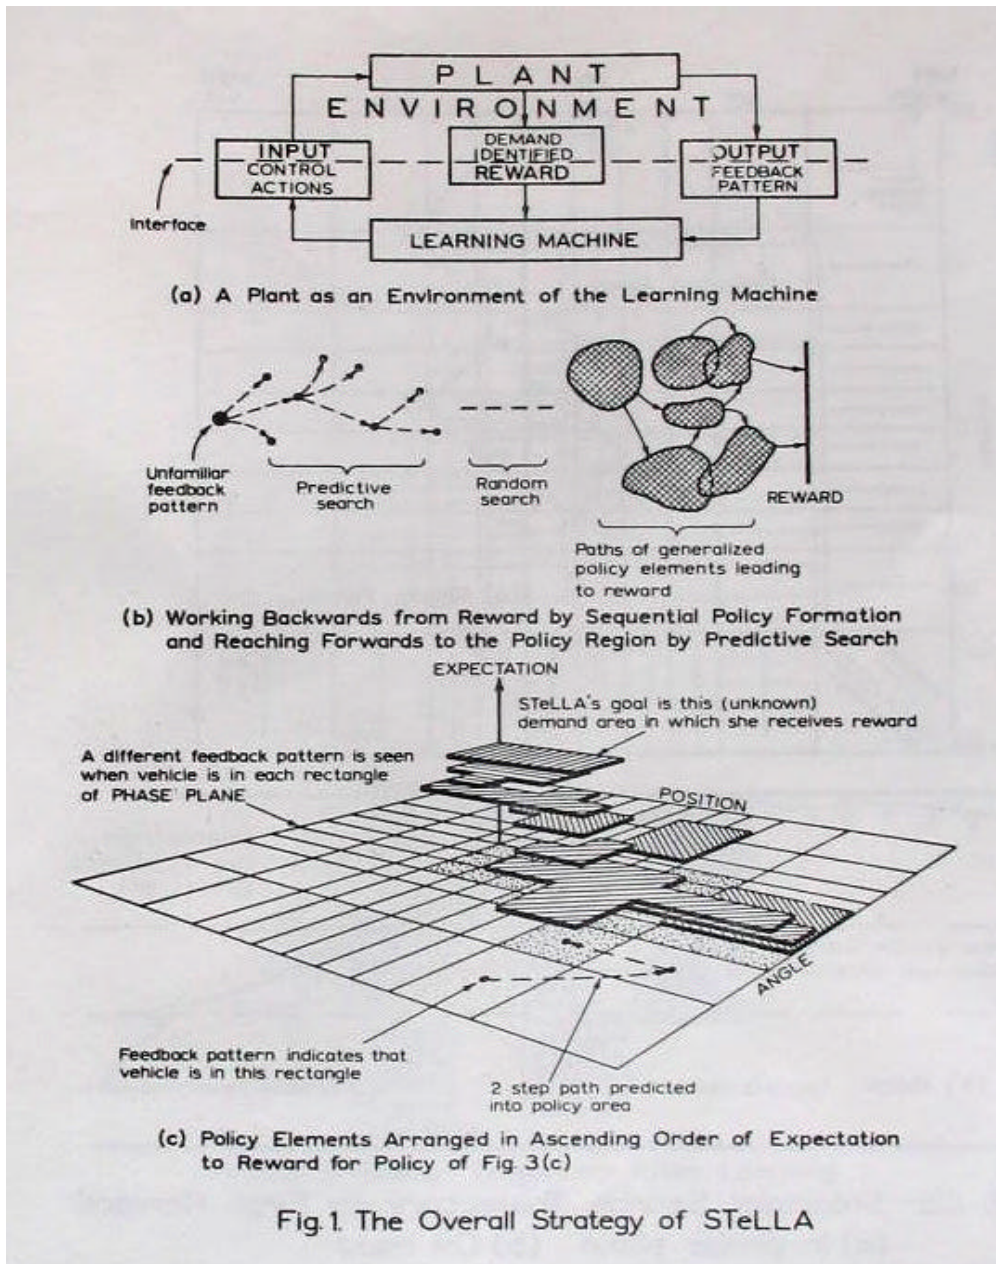 PLANT
ENVIRONMENT
INPUT
CONTROL
ACTIONS
DEMAND
IDENTIFIED
REWARD
OUTPUT
FEEDBACK
PATTERN
Interface
LEARNING MACHINE
(a) A Plant as an Environment of the Learning Machine
Unfamiliar
feedback
pattern
Predictive
search
Random
search
REWARD
Paths of generalized
policy elements leading
to reward
(b) Working Backwards from Reward by Sequential Policy Formation
and Reaching Forwards to the Policy Region by Predictive Search
EXPECTATION
STeLLA's goal is this (unknown)
demand area in which she receives reward
A different feedback pattern is seen
when vehicle is in each rectangle
of PHASE PLANE
POSITION
ANGLE
Feedback pattern indicates that
vehicle is in this rectangle
2 step path predicted
into policy area
(c) Policy Elements Arranged in Ascending Order of Expectation
to Reward for Policy of Fig. 3(c)
Fig. 1. The Overall Strategy of STeLLA